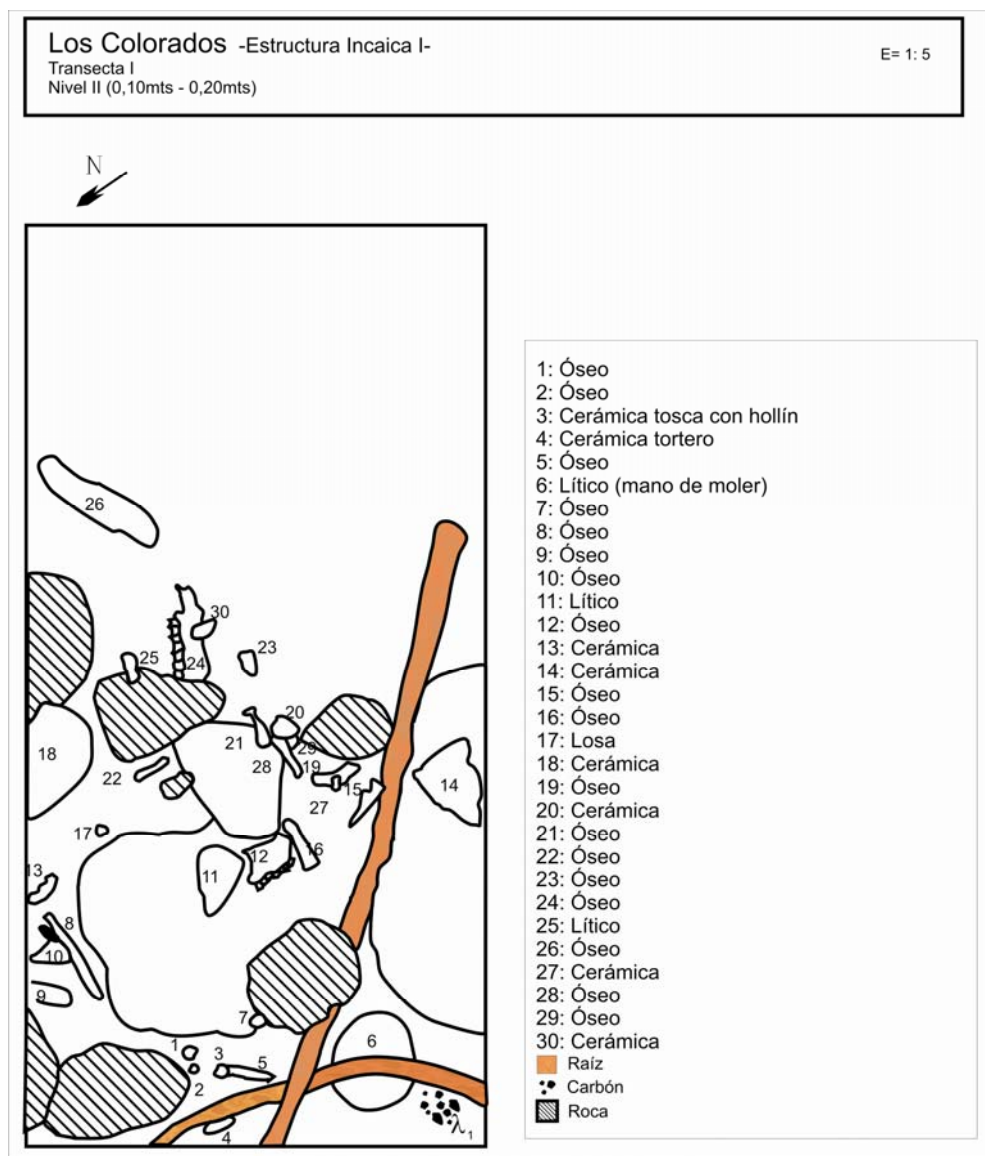 Los Colorados -Estructura Incaica I-
E= 1: 5
Transecta I
Nivel II (0,10mts - 0,20mts)
N
26
30
23
25
24
20
21
29
18
28
19
22
15
14
27
17
12
16
13
11
8
10
9
7
6
1
3
5
2
4
λ1
1: Óseo
2: Óseo
3: Cerámica tosca con hollín
4: Cerámica tortero
5: Óseo
6: Lítico (mano de moler)
7: Óseo
8: Óseo
9: Óseo
10: Óseo
11: Lítico
12: Óseo
13: Cerámica
14: Cerámica
15: Óseo
16: Óseo
17: Losa
18: Cerámica
19: Óseo
20: Cerámica
21: Óseo
22: Óseo
23: Óseo
24: Óseo
25: Lítico
26: Óseo
27: Cerámica
28: Óseo
29: Óseo
30: Cerámica
Raíz
Carbón
Roca